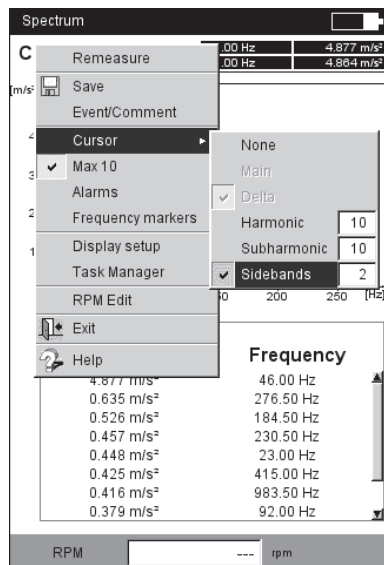 Spectrum
C
.00 Hz 4.877 m/s²
.00 Hz 4.864 m/s²
[m/s²
Remeasure
Save
Event/Comment
Cursor
Max 10
Alarms
Frequency markers
Display setup
Task Manager
RPM Edit
Exit
Help
None
Main
Delta
Harmonic 10
Subharmonic 10
Sidebands 2
4
3
2
1
50 200 250 [Hz]
Frequency
4.877 m/s² 46.00 Hz
0.635 m/s² 276.50 Hz
0.526 m/s² 184.50 Hz
0.457 m/s² 230.50 Hz
0.448 m/s² 23.00 Hz
0.425 m/s² 415.00 Hz
0.416 m/s² 983.50 Hz
0.379 m/s² 92.00 Hz
RPM --- rpm